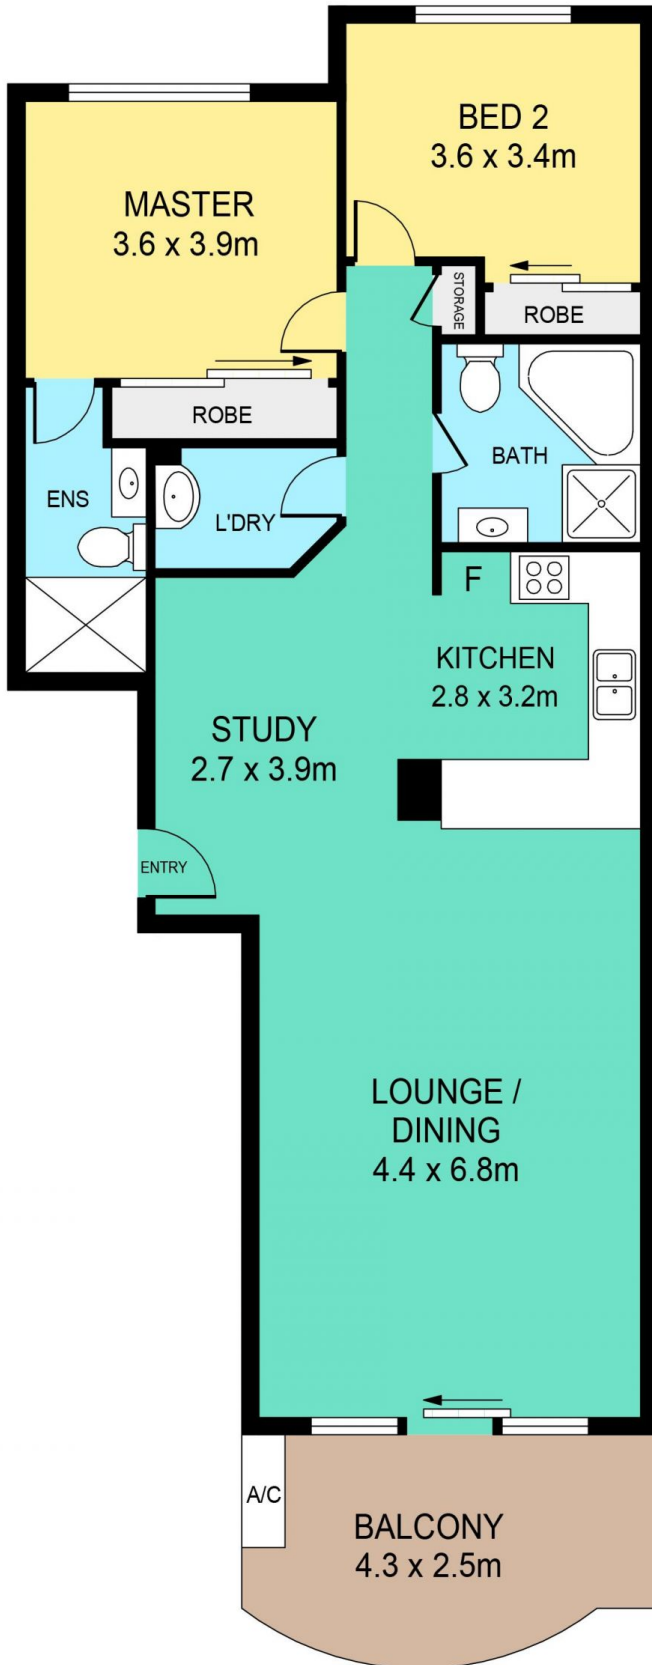 BED 2
3.6 x 3.4m
MASTER
3.6 x 3.9m
STORAGE
ROBE
ROBE
BATH
ENS
L'DRY
F
KITCHEN
2.8 x 3.2m
STUDY
2.7 x 3.9m
ENTRY
LOUNGE /
DINING
4.4 x 6.8m
A/C
BALCONY
4.3 x 2.5m